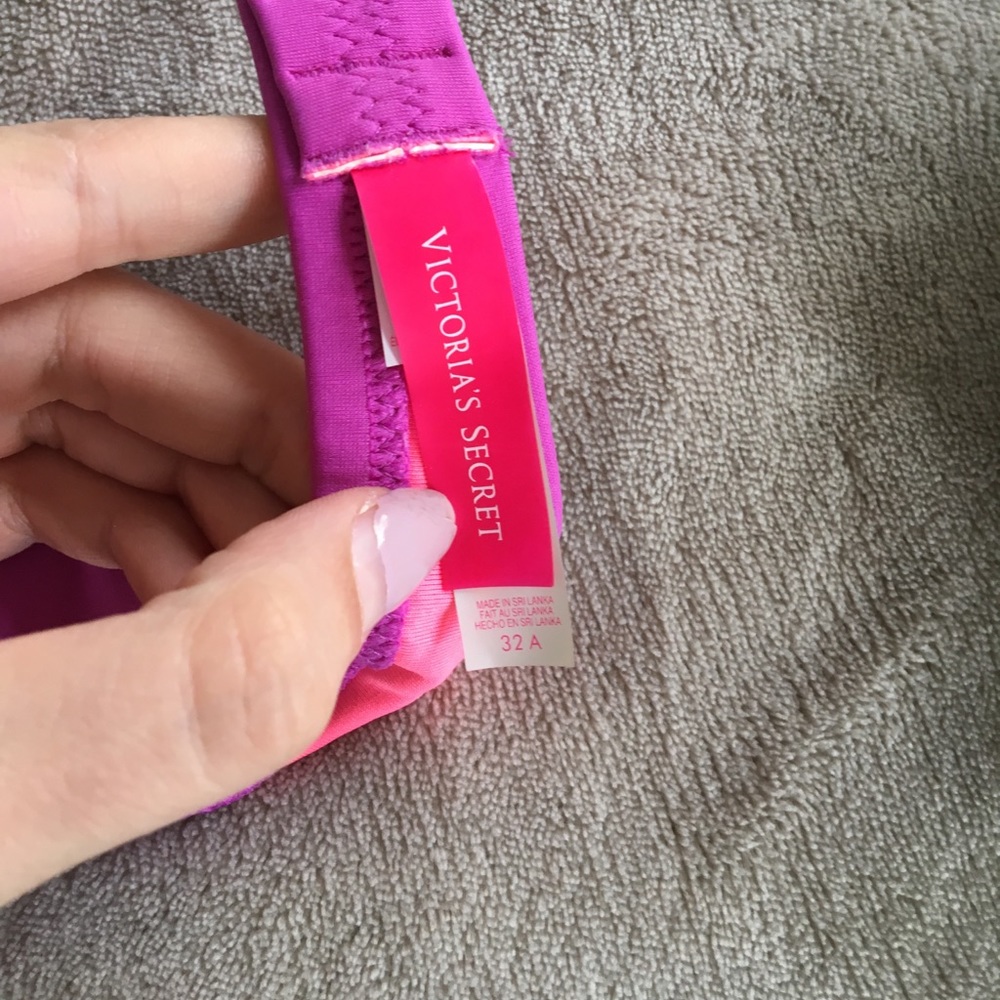 VICTORIA'S SECRET
MADE IN SRI LANKA
FAIT AU SRI LANKA
HECHO EN SRI LANKA
32 A